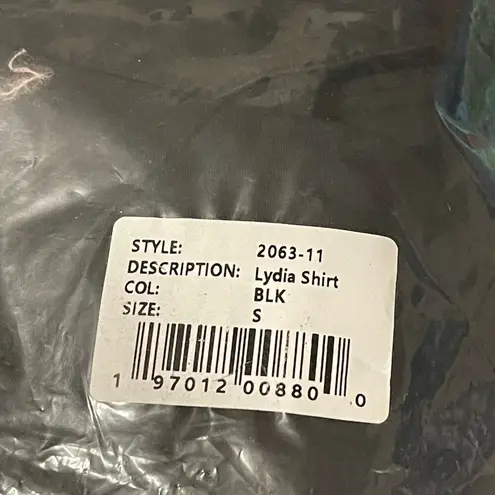 STYLE: 2063-11
DESCRIPTION: Lydia Shirt
COL: BLK
SIZE: S
1 97012 00880 0